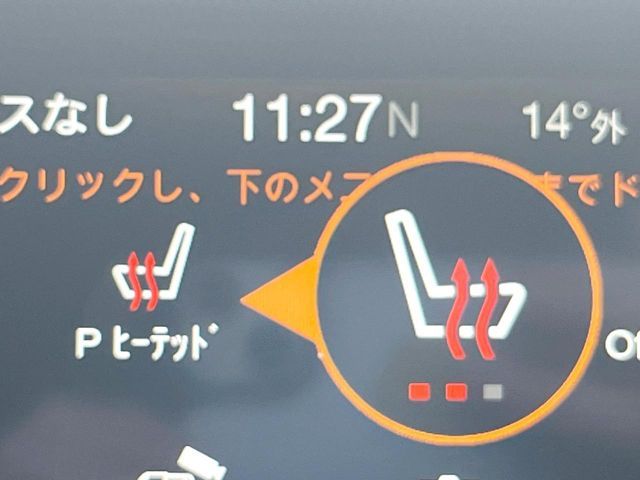 スなし 11:27 N 14°外
クリックし、下のメニ までド
P ﾋｰﾃｯﾄﾞ